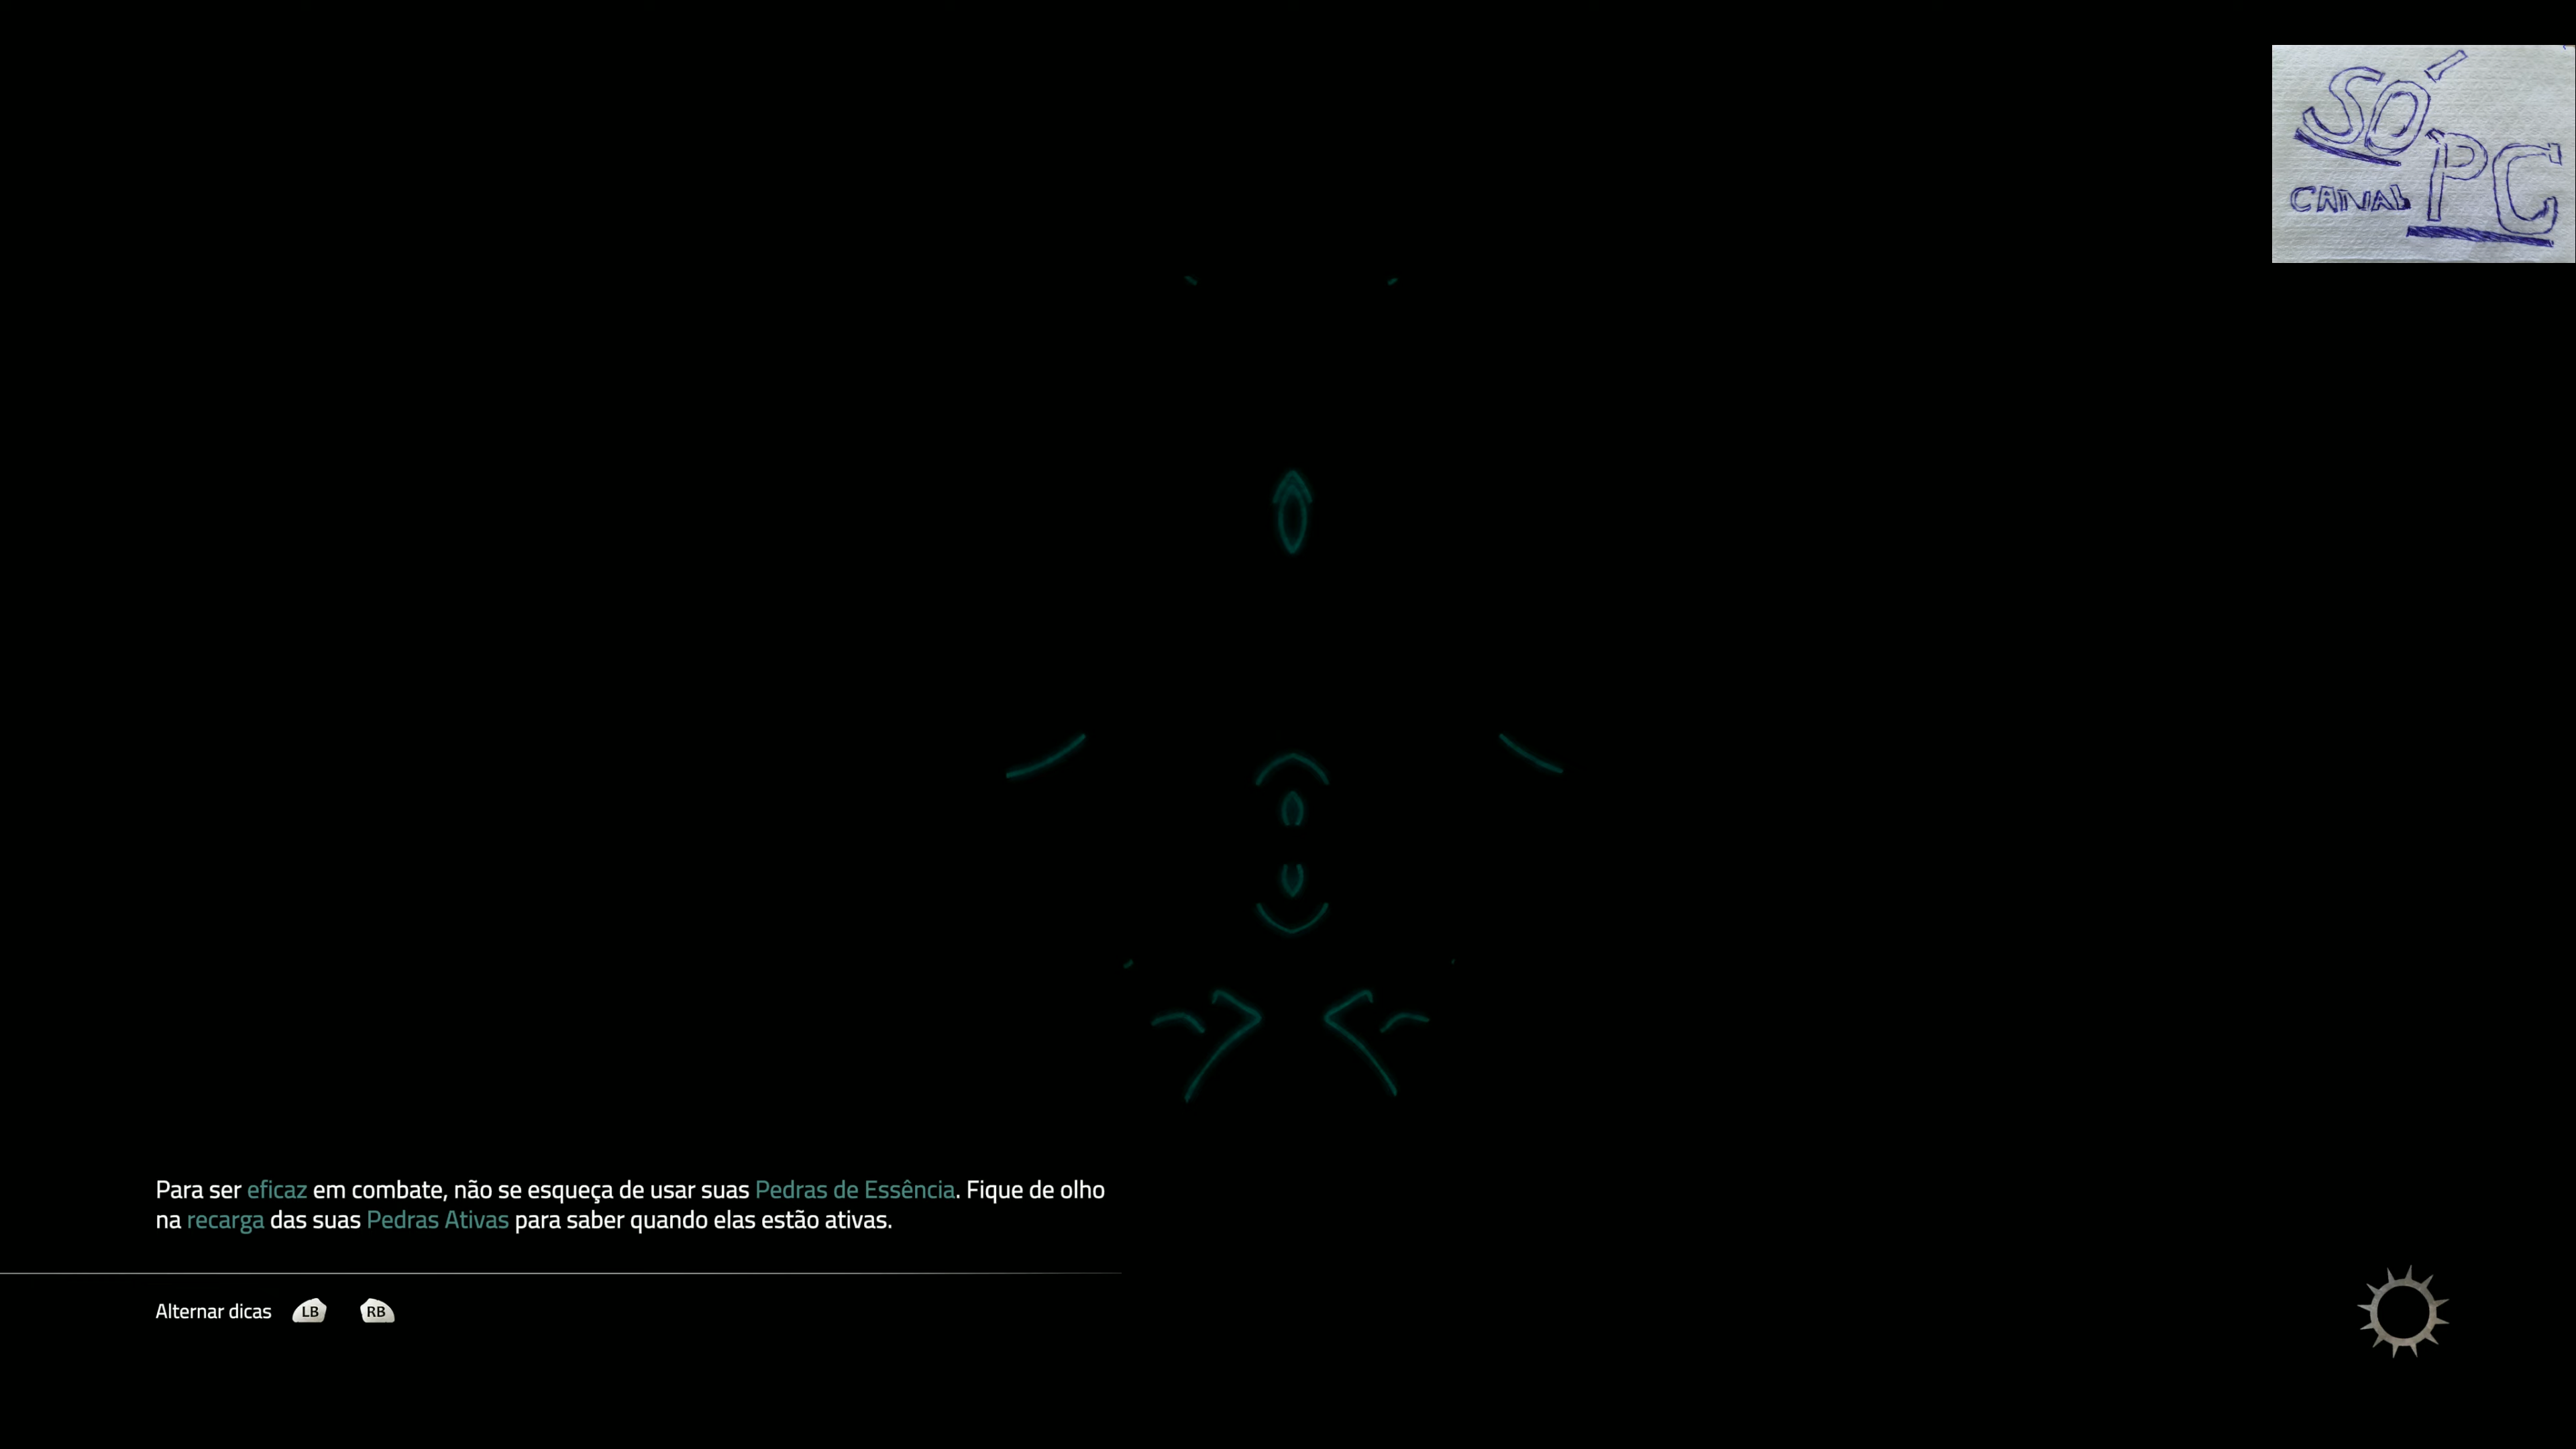 SÓ
PC
CANAL
Para ser eficaz em combate, não se esqueça de usar suas Pedras de Essência. Fique de olho
na recarga das suas Pedras Ativas para saber quando elas estão ativas.
Alternar dicas LB RB